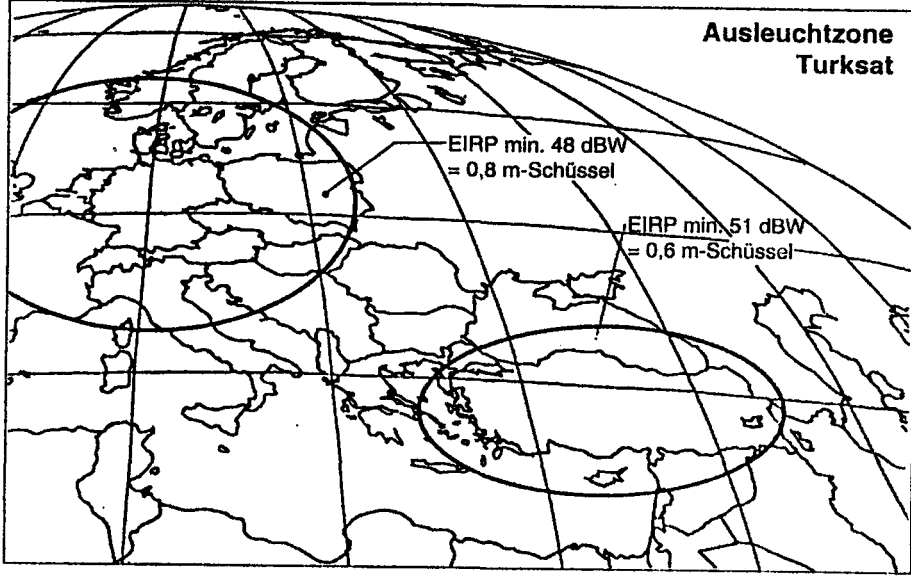 Ausleuchtzone
Turksat
EIRP min. 48 dBW
= 0,8 m-Schüssel
EIRP min. 51 dBW
= 0,6 m-Schüssel